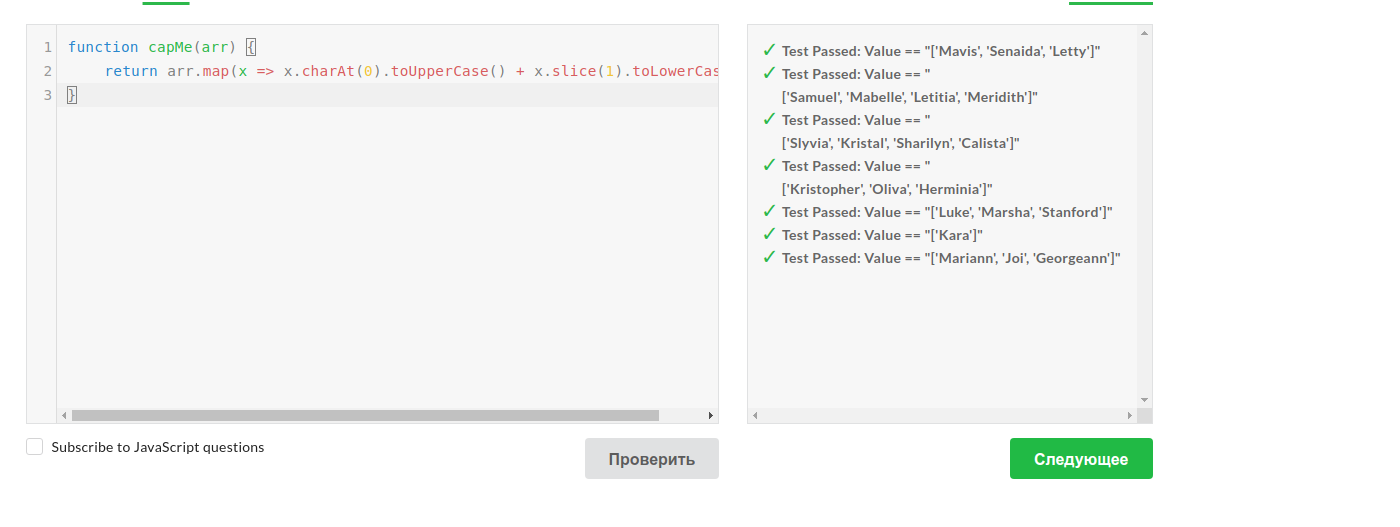 1 function capMe(arr) {
2 return arr.map(x => x.charAt(0).toUpperCase() + x.slice(1).toLowerCas
3 }
✓ Test Passed: Value == "['Mavis', 'Senaida', 'Letty']"
✓ Test Passed: Value == "
['Samuel', 'Mabelle', 'Letitia', 'Meridith']"
✓ Test Passed: Value == "
['Slyvia', 'Kristal', 'Sharilyn', 'Calista']"
✓ Test Passed: Value == "
['Kristopher', 'Oliva', 'Herminia']"
✓ Test Passed: Value == "['Luke', 'Marsha', 'Stanford']"
✓ Test Passed: Value == "['Kara']"
✓ Test Passed: Value == "['Mariann', 'Joi', 'Georgeann']"
Subscribe to JavaScript questions
Проверить
Следующее